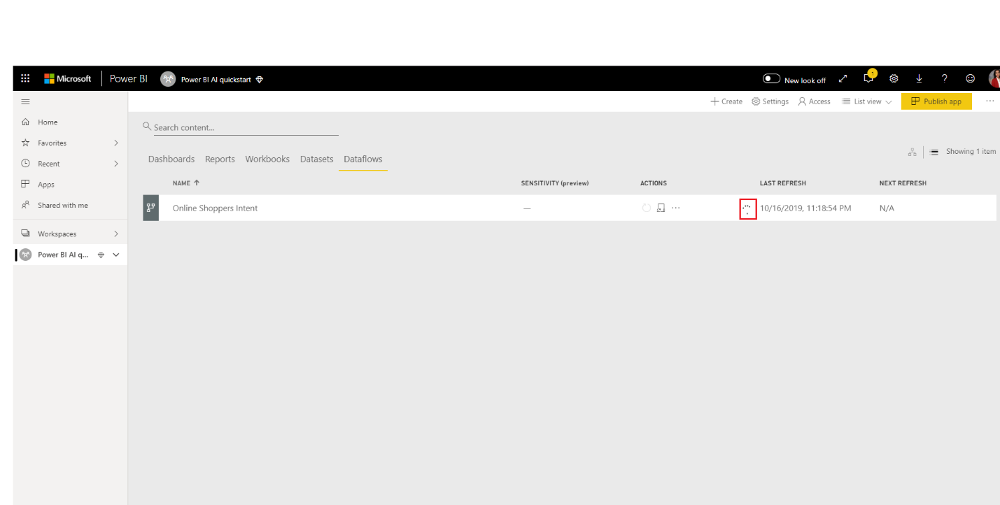 Microsoft Power BI Power BI AI quickstart New look off 1 ?
Create Settings Access List view Publish app ...
Home
Favorites
Recent
Apps
Shared with me
Workspaces
Power BI AI q...
Search content...
Showing 1 item
Dashboards Reports Workbooks Datasets Dataflows
NAME SENSITIVITY (preview) ACTIONS LAST REFRESH NEXT REFRESH
Online Shoppers Intent — ... 10/16/2019, 11:18:54 PM N/A